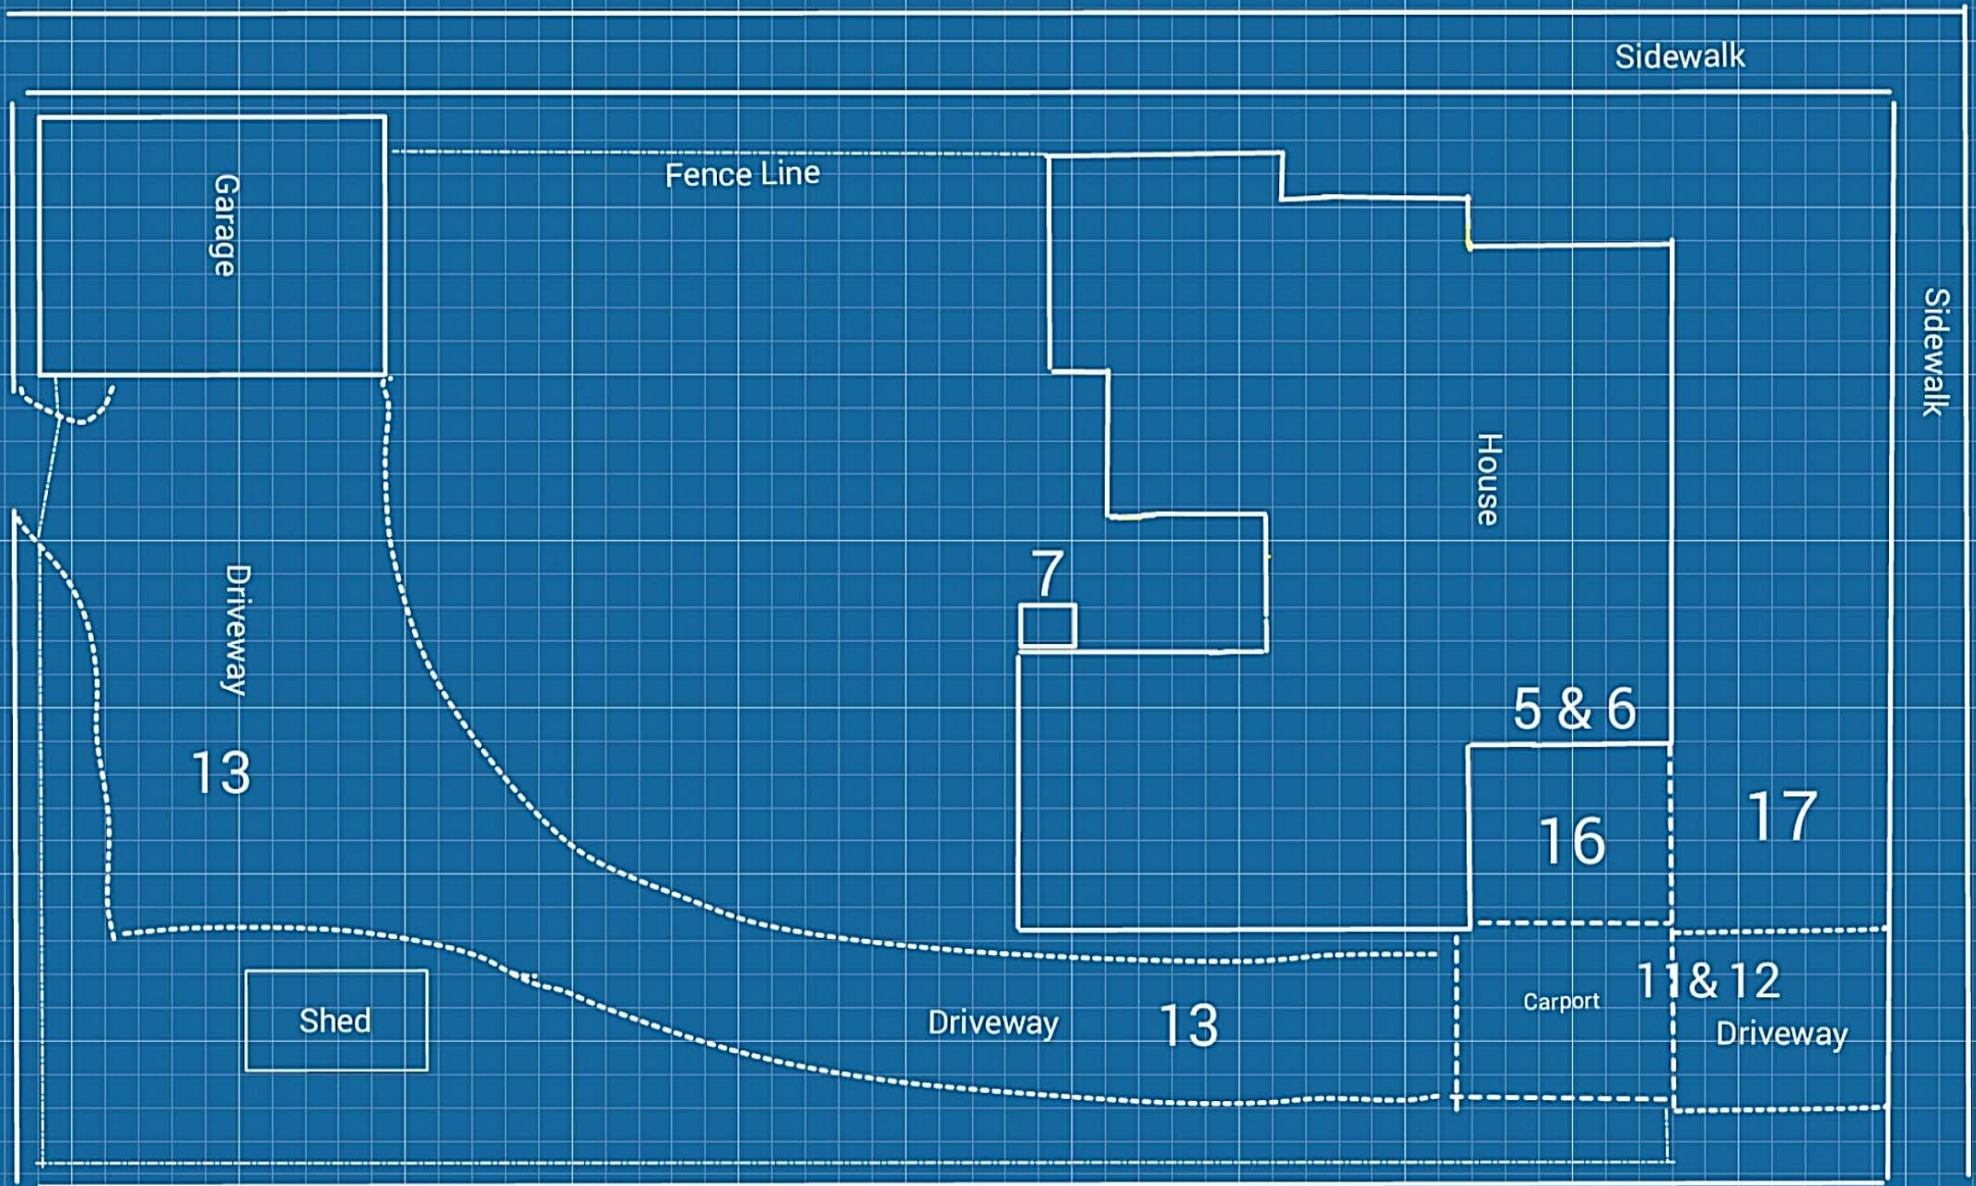 Sidewalk
Garage
Fence Line
Sidewalk
House
7
Driveway
5 & 6
13
17
16
11& 12
Carport
Shed
Driveway
13
Driveway